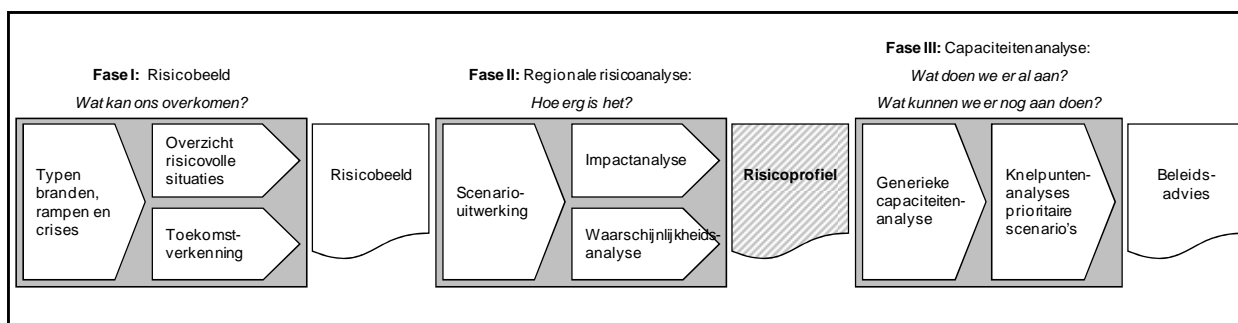 Fase I: Risicobeeld
Wat kan ons overkomen?
Typen
branden,
rampen en
crises
Overzicht
risicovolle
situaties
Toekomst-
verkenning
Risicobeeld
Fase II: Regionale risicoanalyse:
Hoe erg is het?
Scenario-
uitwerking
Impactanalyse
Waarschijnlijkheids-
analyse
Risicoprofiel
Fase III: Capaciteitenanalyse:
Wat doen we er al aan?
Wat kunnen we er nog aan doen?
Generieke
capaciteiten-
analyse
Knelpunten-
analyses
prioritaire
scenario's
Beleids-
advies